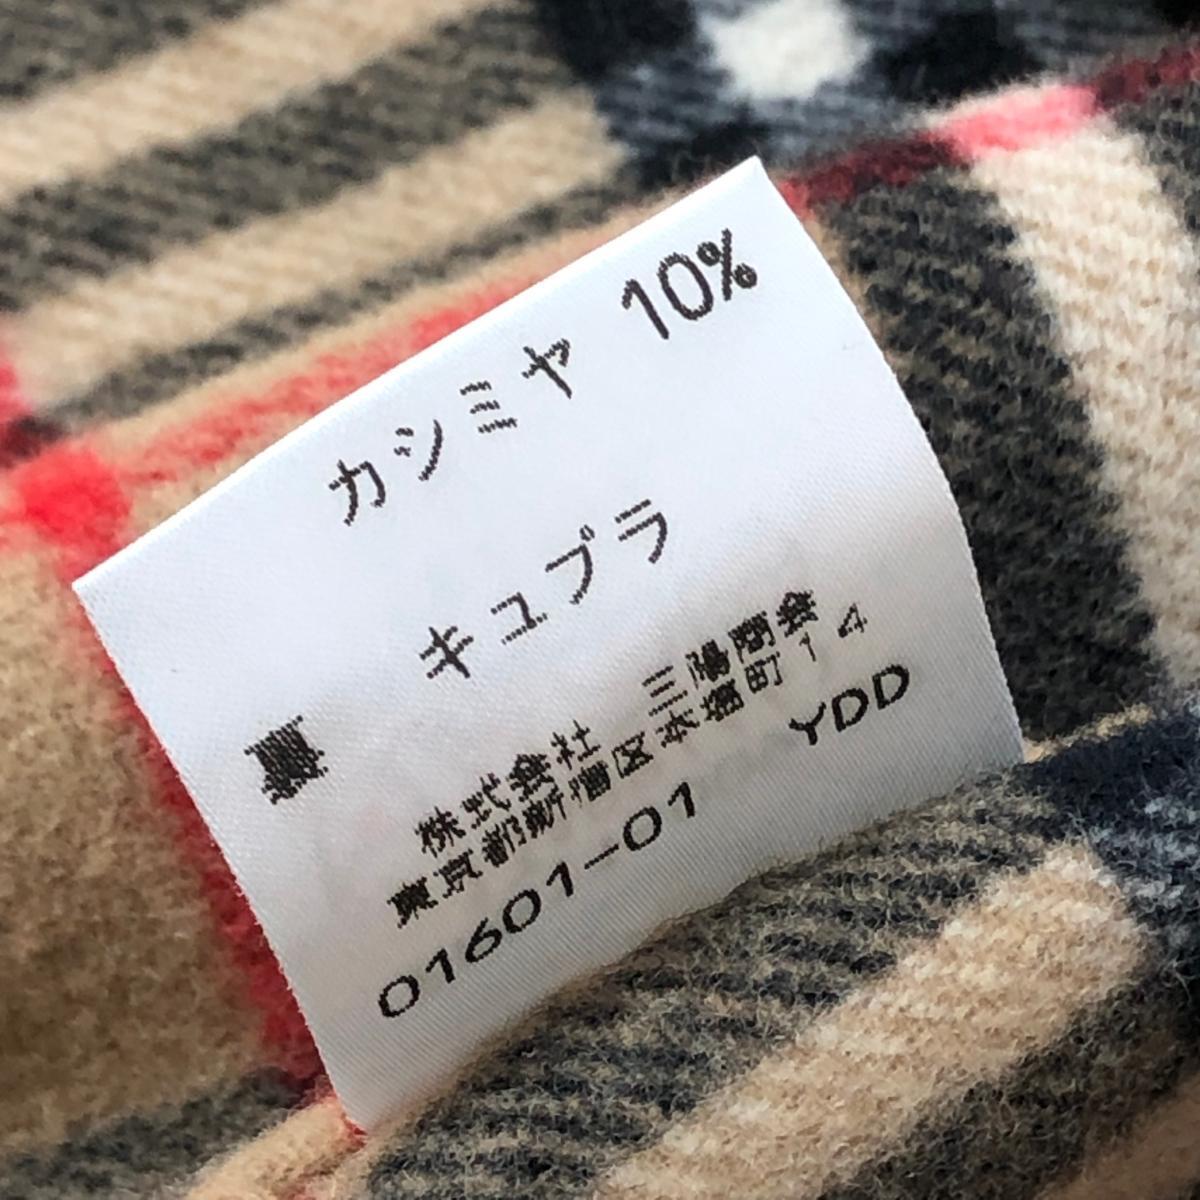 カシミヤ 10%
裏 キュプラ
株式会社 三陽商会
東京都新宿区本塩町14
01601-01 YDD